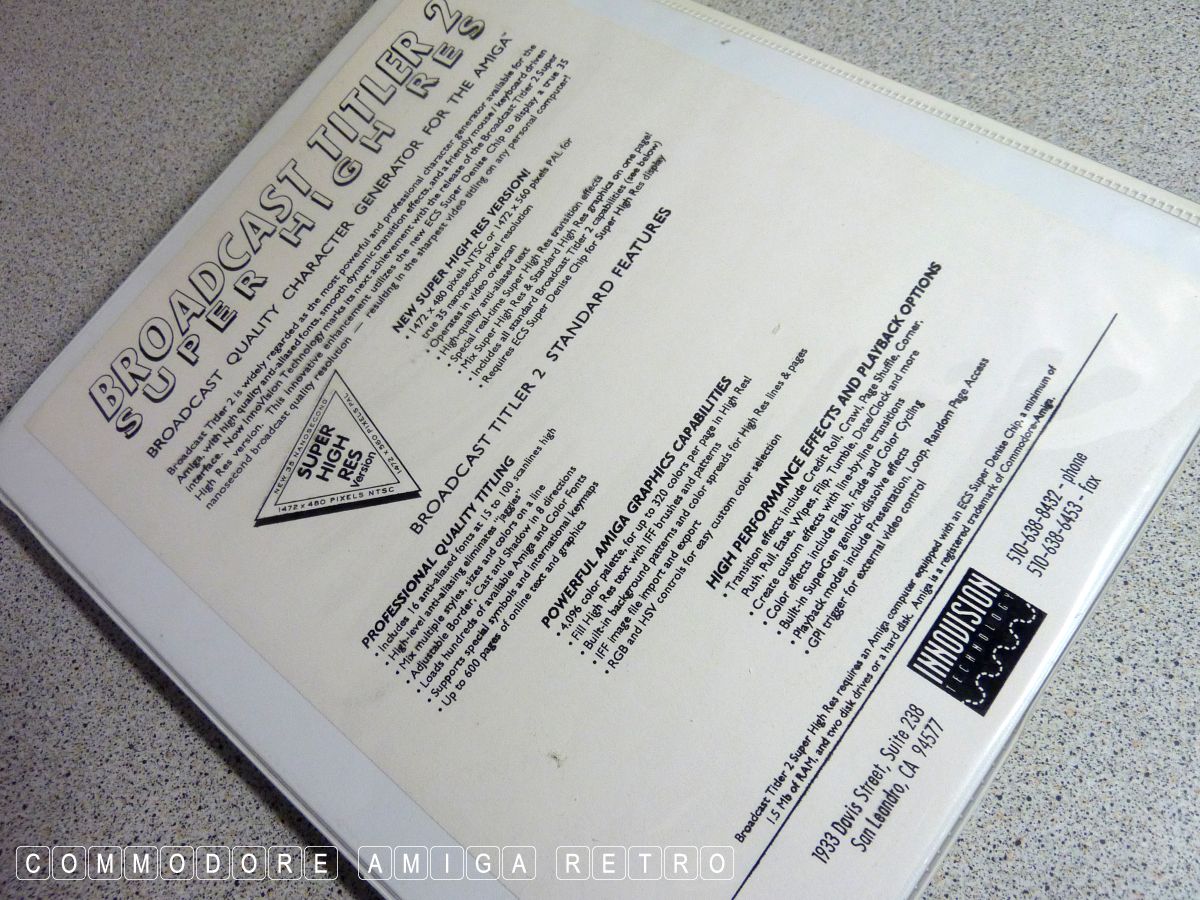 BROADCAST TITLER 2
SUPER HIGH RES
BROADCAST QUALITY CHARACTER GENERATOR FOR THE AMIGA™
Broadcast Titler 2 is widely regarded as the most powerful and professional character generator available for the
Amiga, with high quality anti-aliased fonts, smooth dynamic transition effects, and a friendly mouse/keyboard driven
interface. Now InnoVision Technology marks its next achievement with the release of the Broadcast Titler 2 Super
High Res version. This innovative enhancement utilizes the new ECS Super Denise Chip to display a true 35
nanosecond broadcast quality resolution — resulting in the sharpest video titling on any personal computer!
NEW 35 NANOSECOND
1472 x 560 PIXELS PAL
SUPER
HIGH
RES
Version
1472 x 480 PIXELS NTSC
NEW SUPER HIGH RES VERSION!
• 1472 x 480 pixels NTSC or 1472 x 560 pixels PAL for
true 35 nanosecond pixel resolution
• Operates in video overscan
• High-quality anti-aliased text
• Special real-time Super High Res transition effects
• Mix Super High Res & Standard High Res graphics on one page!
• Includes all standard Broadcast Titler 2 capabilities (see below)
• Requires ECS Super Denise Chip for Super High Res display
BROADCAST TITLER 2 STANDARD FEATURES
PROFESSIONAL QUALITY TITLING
• Includes 16 anti-aliased fonts at 15 to 100 scanlines high
• High-level anti-aliasing eliminates "jaggies"
• Mix multiple styles, sizes and colors on a line
• Adjustable Border, Cast and Shadow in 8 directions
• Loads hundreds of available Amiga and ColorFonts
• Supports special symbols and international keymaps
• Up to 600 pages of online text and graphics
POWERFUL AMIGA GRAPHICS CAPABILITIES
• 4,096 color palette, for up to 320 colors per page in High Res!
• Fill High Res text with IFF brushes and patterns
• Built-in background patterns and color spreads for High Res lines & pages
• IFF image file import and export
• RGB and HSV controls for easy custom color selection
HIGH PERFORMANCE EFFECTS AND PLAYBACK OPTIONS
• Transition effects include Credit Roll, Crawl, Page Shuffle, Corner,
Push, Pull, Ease, Wipes, Flip, Tumble, Date/Clock and more
• Create custom effects with line-by-line transitions
• Color effects include Flash, Fade and Color Cycling
• Built-in SuperGen genlock dissolve effects
• Playback modes include Presentation, Loop, Random Page Access
• GPI trigger for external video control
Broadcast Titler 2 Super High Res requires an Amiga computer equipped with an ECS Super Denise Chip, a minimum of
1.5 Mb of RAM, and two disk drives or a hard disk. Amiga is a registered trademark of Commodore-Amiga.
1933 Davis Street, Suite 238
San Leandro, CA 94577
INNOVISION
TECHNOLOGY
510-638-8432 - phone
510-638-6453 - fax
COMMODORE AMIGA RETRO